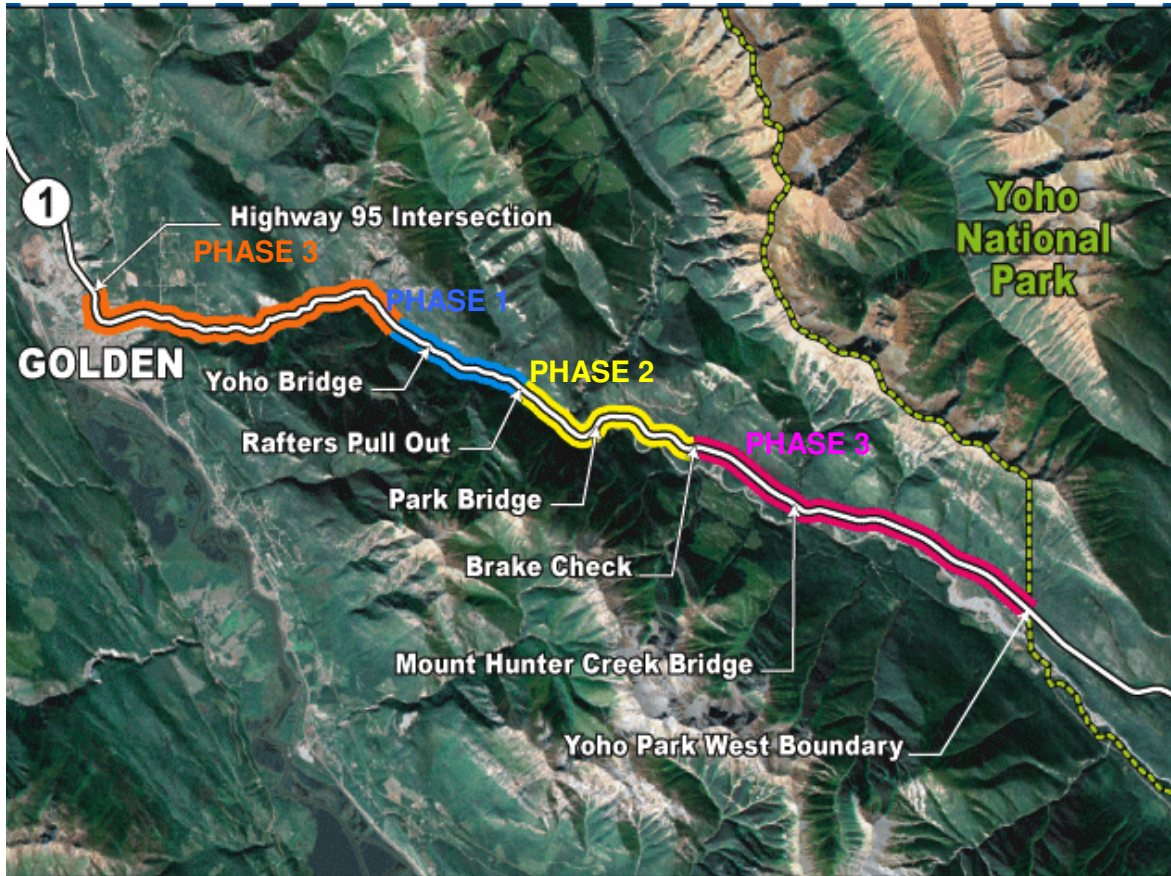 1
Highway 95 Intersection
PHASE 3
Yoho
National
Park
PHASE 1
GOLDEN
Yoho Bridge
PHASE 2
Rafters Pull Out
PHASE 3
Park Bridge
Brake Check
Mount Hunter Creek Bridge
Yoho Park West Boundary